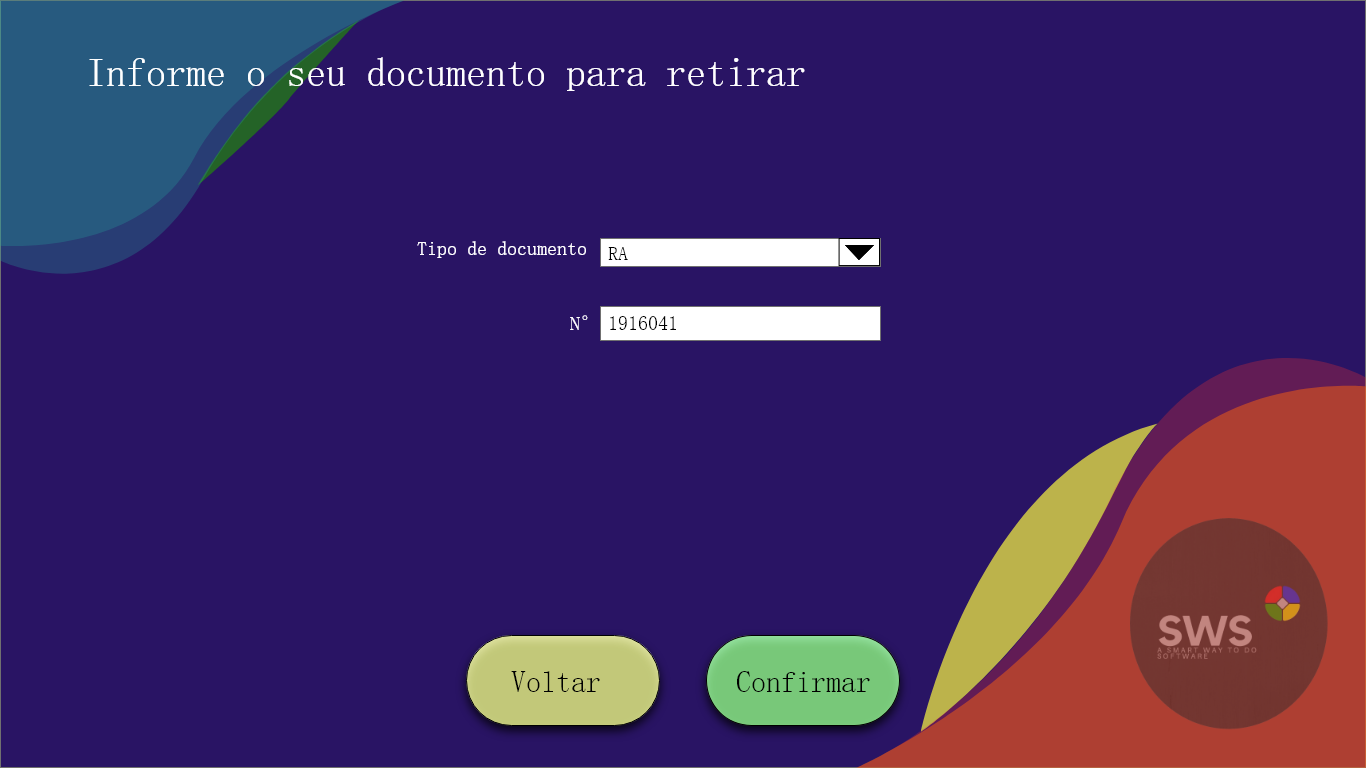 Informe o seu documento para retirar
Tipo de documento
RA
N°
1916041
SWS
A SMART WAY TO DO
SOFTWARE
Voltar
Confirmar